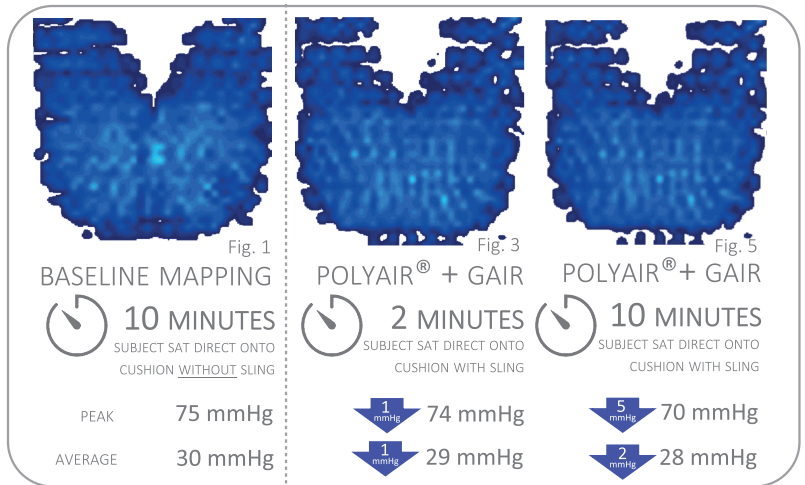 Fig. 1
BASELINE MAPPING
10 MINUTES
SUBJECT SAT DIRECT ONTO
CUSHION WITHOUT SLING
PEAK 75 mmHg
AVERAGE 30 mmHg
Fig. 3
POLYAIR® + GAIR
2 MINUTES
SUBJECT SAT DIRECT ONTO
CUSHION WITH SLING
1 mmHg 74 mmHg
1 mmHg 29 mmHg
Fig. 5
POLYAIR®+ GAIR
10 MINUTES
SUBJECT SAT DIRECT ONTO
CUSHION WITH SLING
5 mmHg 70 mmHg
2 mmHg 28 mmHg